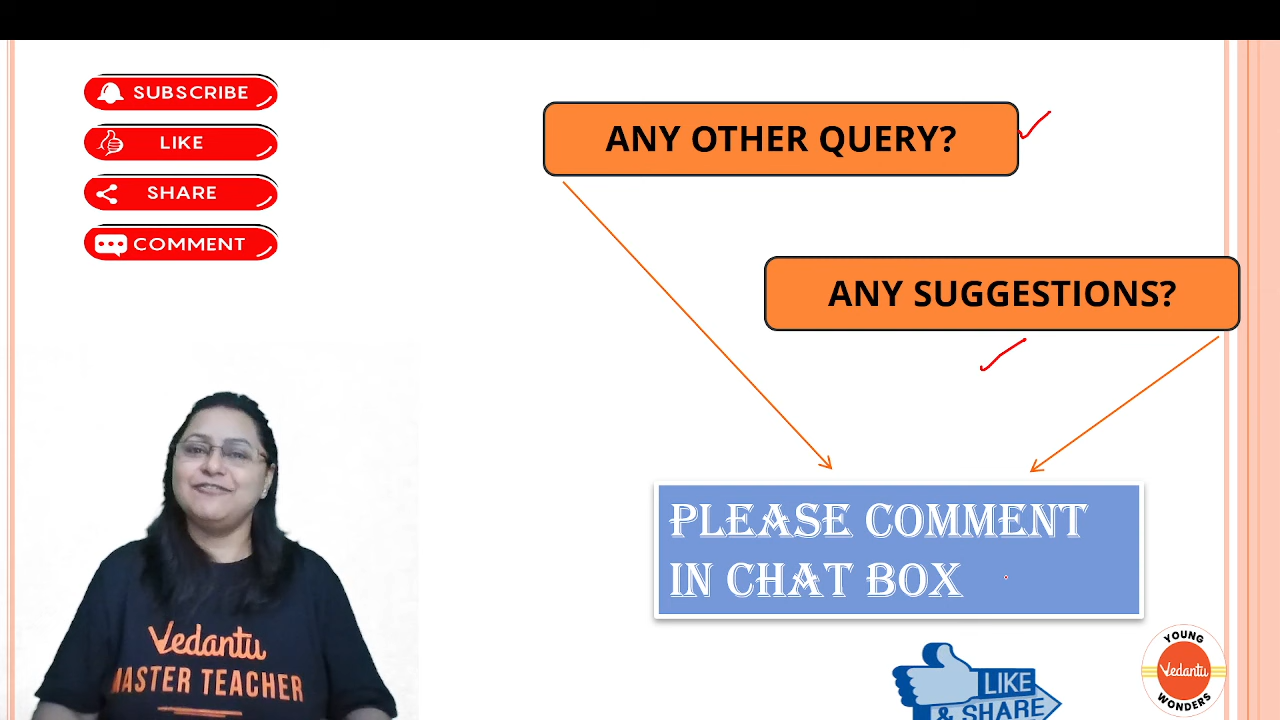 SUBSCRIBE
LIKE
SHARE
COMMENT
ANY OTHER QUERY?
ANY SUGGESTIONS?
PLEASE COMMENT
IN CHAT BOX
Vedantu
MASTER TEACHER
LIKE
& SHARE
YOUNG
Vedantu
WONDERS